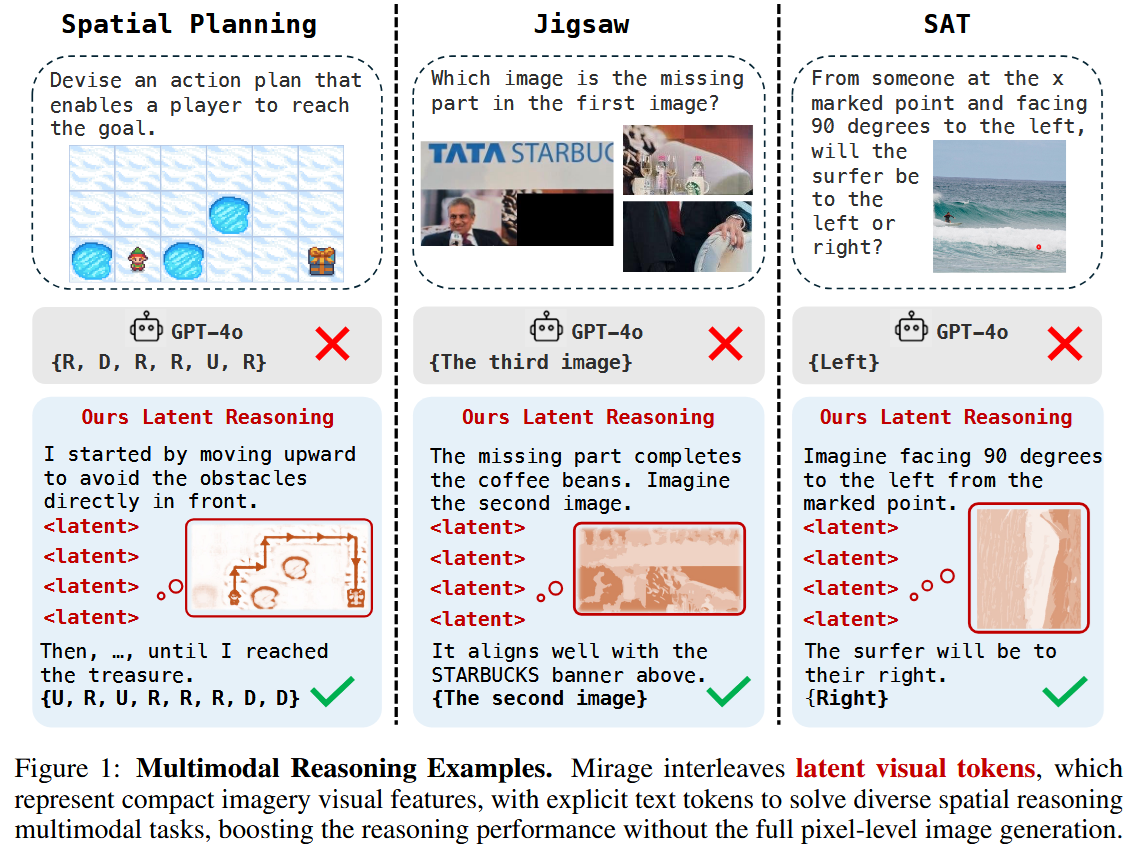 Spatial Planning
Devise an action plan that
enables a player to reach
the goal.
GPT-4o
{R, D, R, R, U, R}
Ours Latent Reasoning
I started by moving upward
to avoid the obstacles
directly in front.
<latent>
<latent>
<latent>
<latent>
Then, …, until I reached
the treasure.
{U, R, U, R, R, R, D, D}
Jigsaw
Which image is the missing
part in the first image?
TATA STARBUC
GPT-4o
{The third image}
Ours Latent Reasoning
The missing part completes
the coffee beans. Imagine
the second image.
<latent>
<latent>
<latent>
<latent>
It aligns well with the
STARBUCKS banner above.
{The second image}
SAT
From someone at the x
marked point and facing
90 degrees to the left,
will the
surfer be
to the
left or
right?
GPT-4o
{Left}
Ours Latent Reasoning
Imagine facing 90 degrees
to the left from the
marked point.
<latent>
<latent>
<latent>
<latent>
The surfer will be to
their right.
{Right}
Figure 1: Multimodal Reasoning Examples. Mirage interleaves latent visual tokens, which
represent compact imagery visual features, with explicit text tokens to solve diverse spatial reasoning
multimodal tasks, boosting the reasoning performance without the full pixel-level image generation.